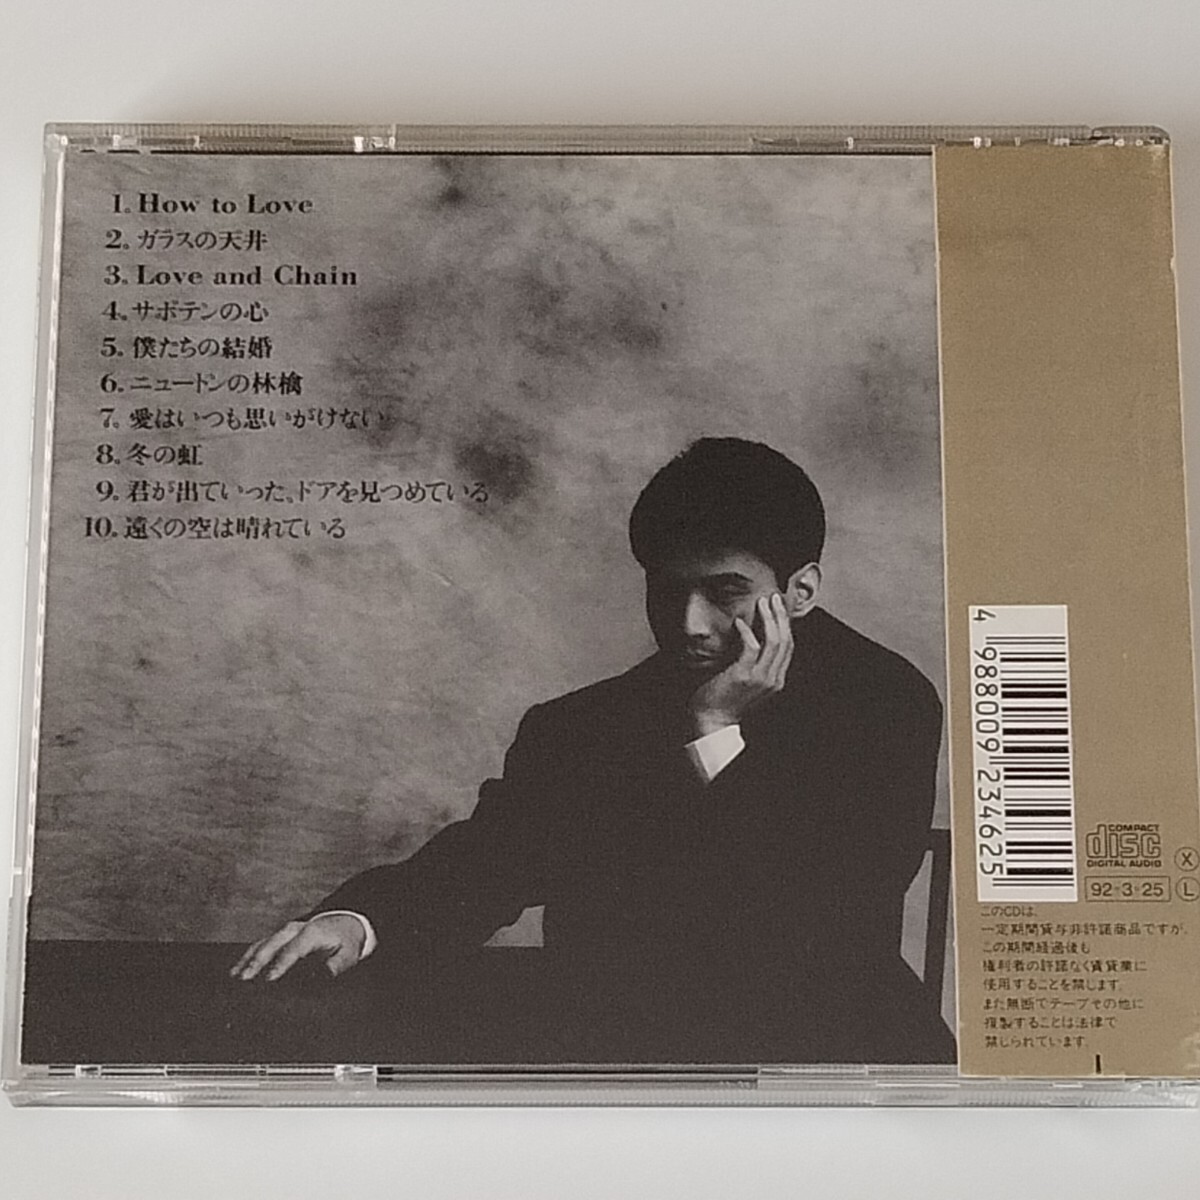 1. How to Love
2. ガラスの天井
3. Love and Chain
4. サボテンの心
5. 僕たちの結婚
6. ニュートンの林檎
7. 愛はいつも思いがけない
8. 冬の虹
9. 君が出ていった、ドアを見つめている
10. 遠くの空は晴れている
4 988009 234625
COMPACT
disc
DIGITAL AUDIO
X
92・3・25
L
このCDは、
一定期間貸与非許諾商品ですが、
この期間経過後も
権利者の許諾なく賃貸業に
使用することを禁じます。
また無断でテープその他に
複製することは法律で
禁じられています。